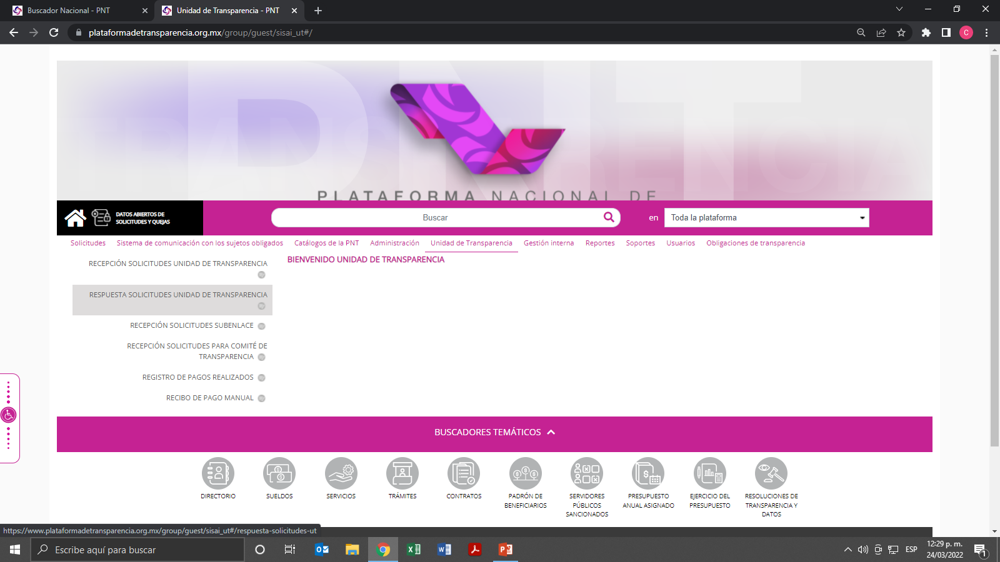 Buscador Nacional - PNT
Unidad de Transparencia - PNT
plataformadetransparencia.org.mx/group/guest/sisai_ut#/
C
PLATAFORMA NACIONAL DE
DATOS ABIERTOS DE
SOLICITUDES Y QUEJAS
Buscar
en
Toda la plataforma
Solicitudes
Sistema de comunicación con los sujetos obligados
Catálogos de la PNT
Administración
Unidad de Transparencia
Gestión interna
Reportes
Soportes
Usuarios
Obligaciones de transparencia
RECEPCIÓN SOLICITUDES UNIDAD DE TRANSPARENCIA
RESPUESTA SOLICITUDES UNIDAD DE TRANSPARENCIA
RECEPCIÓN SOLICITUDES SUBENLACE
RECEPCIÓN SOLICITUDES PARA COMITÉ DE
TRANSPARENCIA
REGISTRO DE PAGOS REALIZADOS
RECIBO DE PAGO MANUAL
BIENVENIDO UNIDAD DE TRANSPARENCIA
BUSCADORES TEMÁTICOS
DIRECTORIO
SUELDOS
SERVICIOS
TRÁMITES
CONTRATOS
PADRÓN DE
BENEFICIARIOS
SERVIDORES
PÚBLICOS
SANCIONADOS
PRESUPUESTO
ANUAL ASIGNADO
EJERCICIO DEL
PRESUPUESTO
RESOLUCIONES DE
TRANSPARENCIA Y
DATOS
https://www.plataformadetransparencia.org.mx/group/guest/sisai_ut#/respuesta-solicitudes-ut
Escribe aquí para buscar
ESP
12:29 p. m.
24/03/2022
1